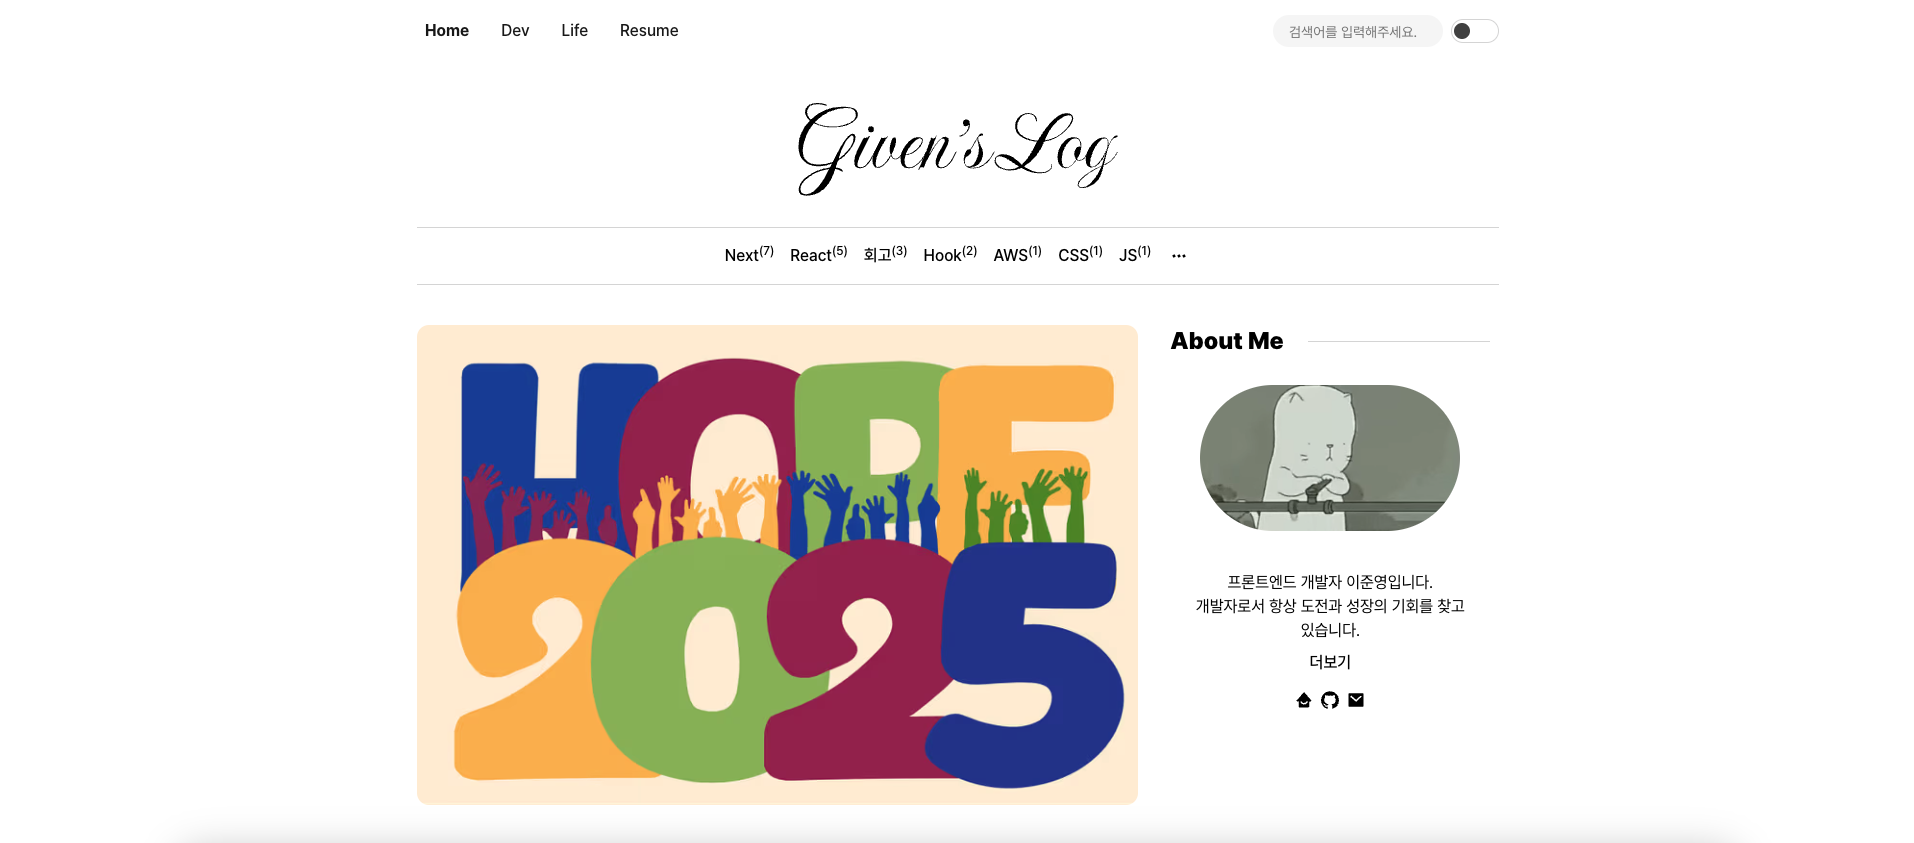 Home Dev Life Resume 검색어를 입력해주세요.
Given's Log
Next(7) React(5) 회고(3) Hook(2) AWS(1) CSS(1) JS(1) ···
HOPE
2025
About Me
프론트엔드 개발자 이준영입니다.
개발자로서 항상 도전과 성장의 기회를 찾고
있습니다.
더보기